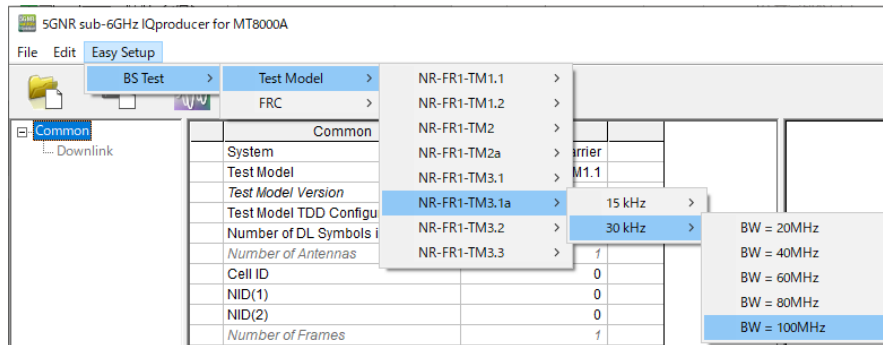 5GNR sub-6GHz IQproducer for MT8000A
File Edit Easy Setup
BS Test > Test Model > NR-FR1-TM1.1 >
FRC > NR-FR1-TM1.2 >
NR-FR1-TM2 >
NR-FR1-TM2a >
NR-FR1-TM3.1 >
NR-FR1-TM3.1a > 15 kHz >
NR-FR1-TM3.2 > 30 kHz > BW = 20MHz
NR-FR1-TM3.3 > BW = 40MHz
BW = 60MHz
BW = 80MHz
BW = 100MHz
Common
Downlink
Common
System arrier
Test Model M1.1
Test Model Version
Test Model TDD Configu
Number of DL Symbols i
Number of Antennas 1
Cell ID 0
NID(1) 0
NID(2) 0
Number of Frames 1